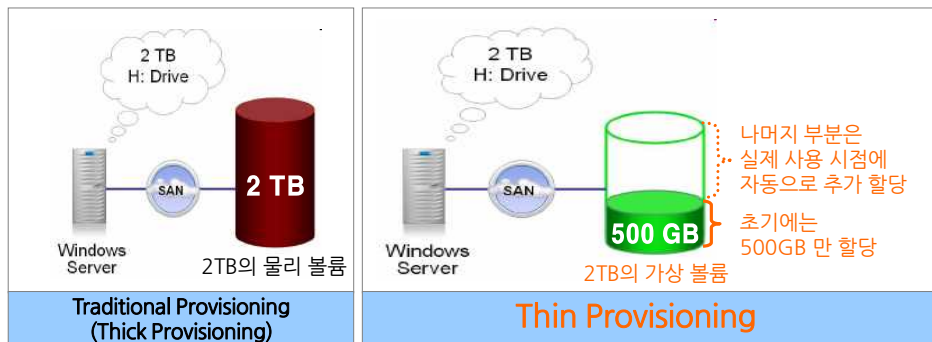 2 TB
H: Drive
SAN
2 TB
Windows
Server
2TB의 물리 볼륨
Traditional Provisioning
(Thick Provisioning)
2 TB
H: Drive
SAN
나머지 부분은
실제 사용 시점에
자동으로 추가 할당
500 GB
초기에는
500GB 만 할당
Windows
Server
2TB의 가상 볼륨
Thin Provisioning